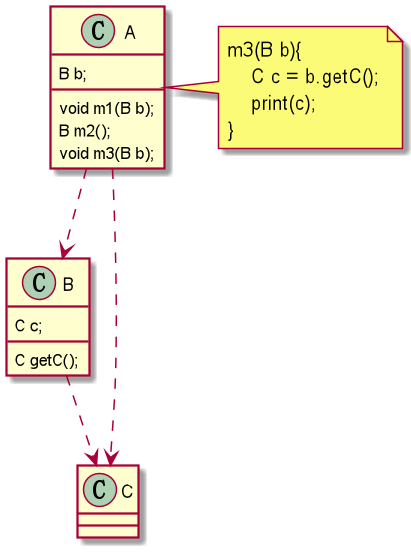 C A
B b;
void m1(B b);
B m2();
void m3(B b);
m3(B b){
C c = b.getC();
print(c);
}
C B
C c;
C getC();
C C